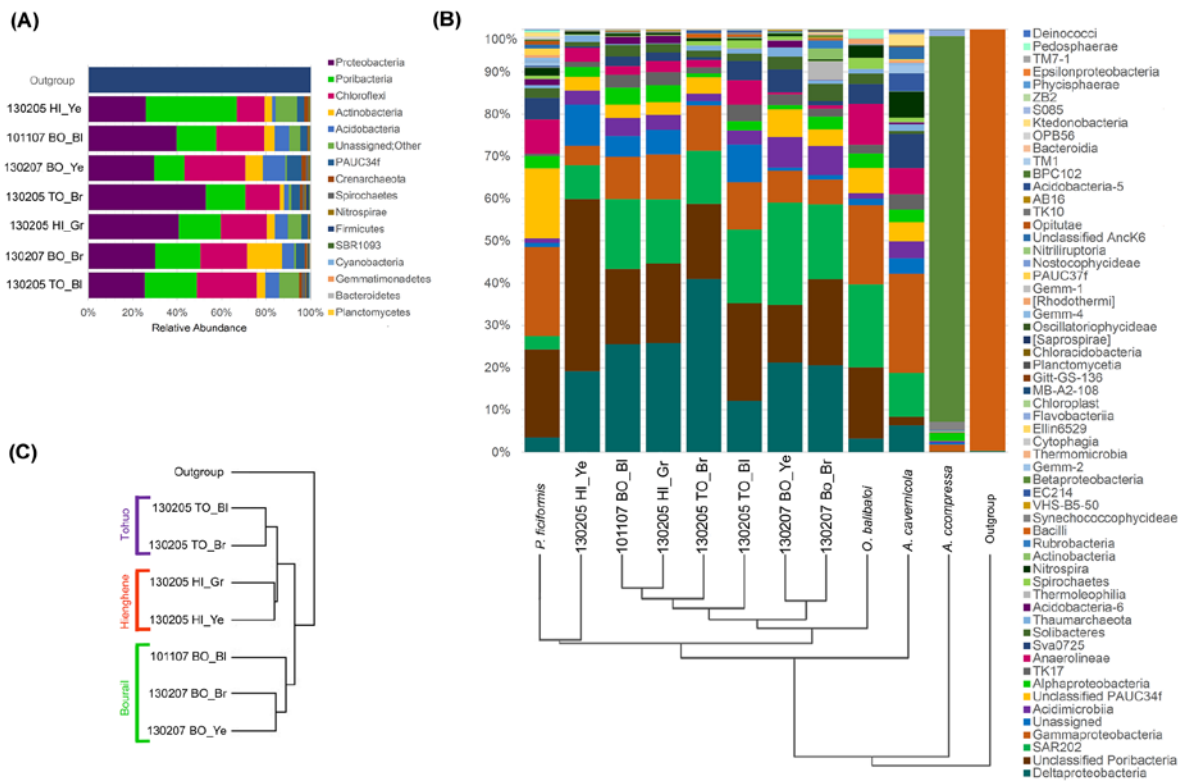 (A)
Outgroup
130205 HI_Ye
101107 BO_Bl
130207 BO_Ye
130205 TO_Br
130205 HI_Gr
130207 BO_Br
130205 TO_Bl
0%
20%
40%
60%
80%
100%
Relative Abundance
Proteobacteria
Poribacteria
Chloroflexi
Actinobacteria
Acidobacteria
Unassigned;Other
PAUC34f
Crenarchaeota
Spirochaetes
Nitrospirae
Firmicutes
SBR1093
Cyanobacteria
Gemmatimonadetes
Bacteroidetes
Planctomycetes
(B)
100%
90%
80%
70%
60%
50%
40%
30%
20%
10%
0%
P. ficiformis
130205 HI_Ye
101107 BO_Bl
130205 HI_Gr
130205 TO_Br
130205 TO_Bl
130207 BO_Ye
130207 Bo_Br
O. balibaloi
A. cavernicola
A. ccompressa
Outgroup
Deinococci
Pedosphaerae
TM7-1
Epsilonproteobacteria
Phycisphaerae
ZB2
S085
Ktedonobacteria
OPB56
Bacteroidia
TM1
BPC102
Acidobacteria-5
AB16
TK10
Opitutae
Unclassified AncK6
Nitriliruptoria
Nostocophycideae
PAUC37f
Gemm-1
[Rhodothermi]
Gemm-4
Oscillatoriophycideae
[Saprospirae]
Chloracidobacteria
Planctomycetia
Gitt-GS-136
MB-A2-108
Chloroplast
Flavobacteriia
Ellin6529
Cytophagia
Thermomicrobia
Gemm-2
Betaproteobacteria
EC214
VHS-B5-50
Synechococcophycideae
Bacilli
Rubrobacteria
Actinobacteria
Nitrospira
Spirochaetes
Thermoleophilia
Acidobacteria-6
Thaumarchaeota
Solibacteres
Sva0725
Anaerolineae
TK17
Alphaproteobacteria
Unclassified PAUC34f
Acidimicrobiia
Unassigned
Gammaproteobacteria
SAR202
Unclassified Poribacteria
Deltaproteobacteria
(C)
Outgroup
Tohuo
130205 TO_Bl
130205 TO_Br
Hienghene
130205 HI_Gr
130205 HI_Ye
Bourail
101107 BO_Bl
130207 BO_Br
130207 BO_Ye